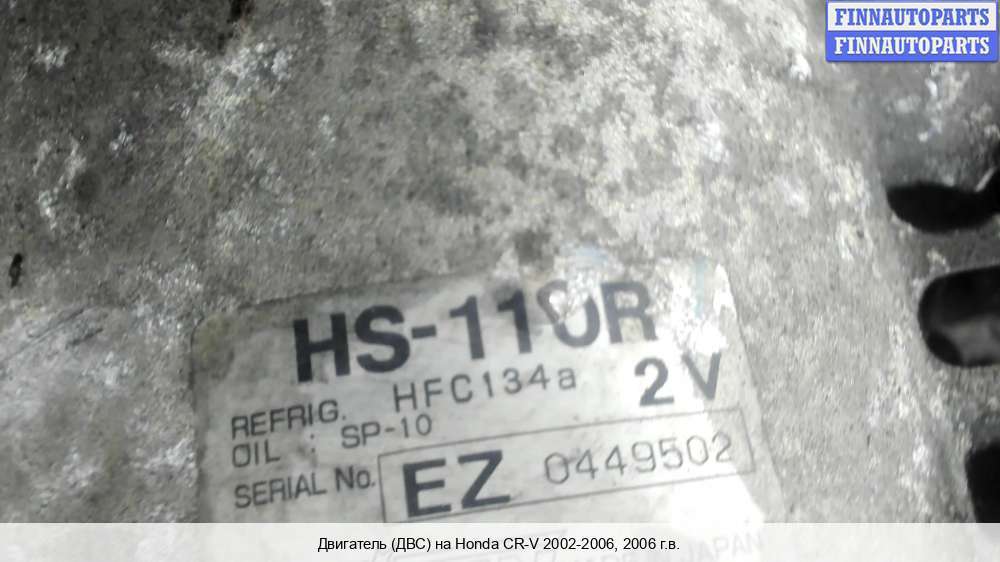 FINNAUTOPARTS
FINNAUTOPARTS
HS-110R
REFRIG. HFC134a 2V
OIL : SP-10
SERIAL No. EZ 0449502
JAPAN
Двигатель (ДВС) на Honda CR-V 2002-2006, 2006 г.в.